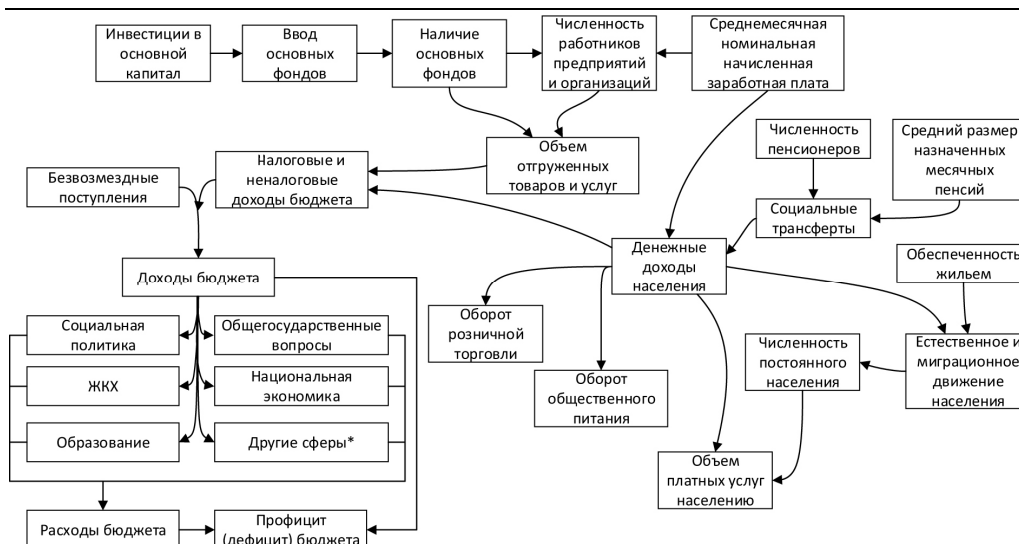 Инвестиции в
основной
капитал
Ввод
основных
фондов
Наличие
основных
фондов
Численность
работников
предприятий
и организаций
Среднемесячная
номинальная
начисленная
заработная плата
Численность
пенсионеров
Средний размер
назначенных
месячных
пенсий
Объем
отгруженных
товаров и услуг
Налоговые и
неналоговые
доходы бюджета
Безвозмездные
поступления
Социальные
трансферты
Денежные
доходы
населения
Обеспеченность
жильем
Доходы бюджета
Социальная
политика
Общегосударственные
вопросы
Оборот
розничной
торговли
Численность
постоянного
населения
Естественное и
миграционное
движение
населения
ЖКХ
Национальная
экономика
Оборот
общественного
питания
Образование
Другие сферы*
Объем
платных услуг
населению
Расходы бюджета
Профицит
(дефицит) бюджета